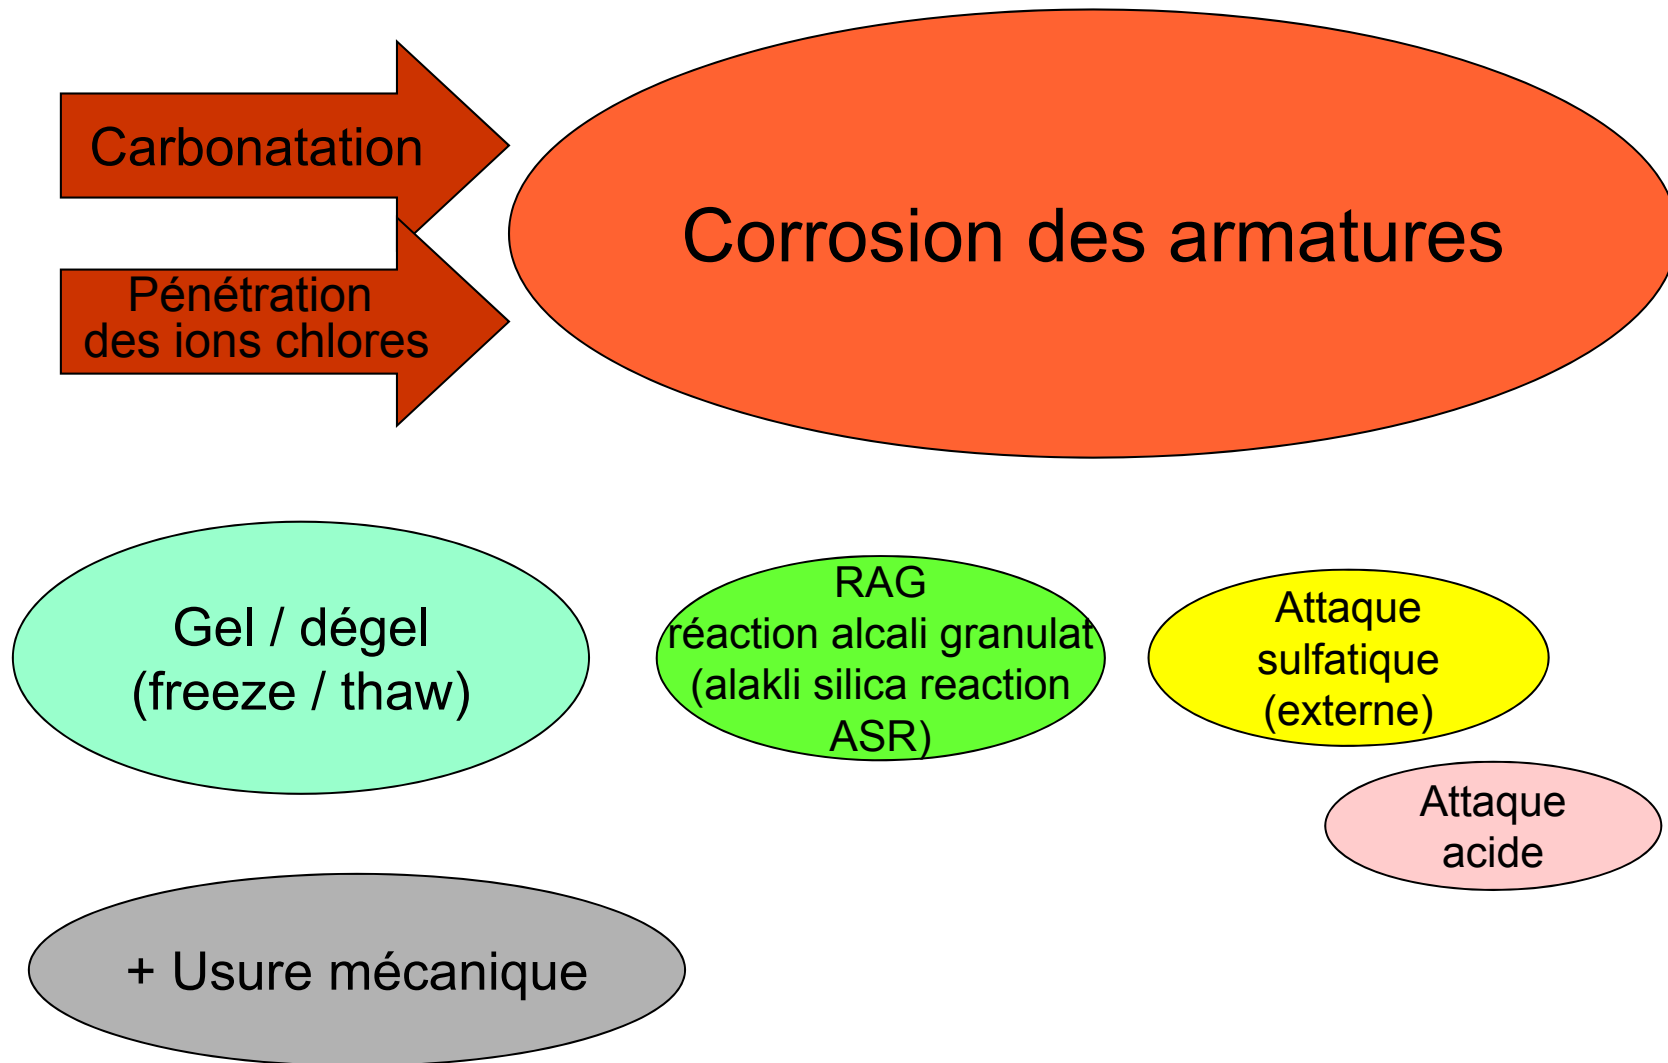 Carbonatation
Corrosion des armatures
Pénétration
des ions chlores
Gel / dégel
(freeze / thaw)
RAG
réaction alcali granulat
(alakli silica reaction
ASR)
Attaque
sulfatique
(externe)
Attaque
acide
+ Usure mécanique